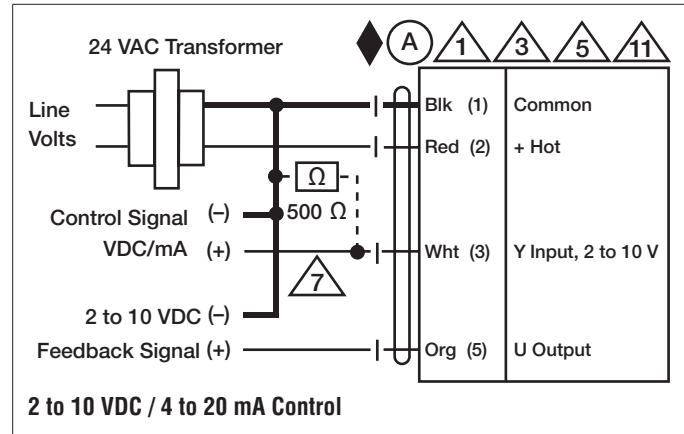 24 VAC Transformer
A 1 3 5 11
Line
Volts
Blk (1) Common
Red (2) + Hot
Ω
500 Ω
Control Signal (–)
VDC/mA (+)
Wht (3) Y Input, 2 to 10 V
7
2 to 10 VDC (–)
Feedback Signal (+)
Org (5) U Output
2 to 10 VDC / 4 to 20 mA Control